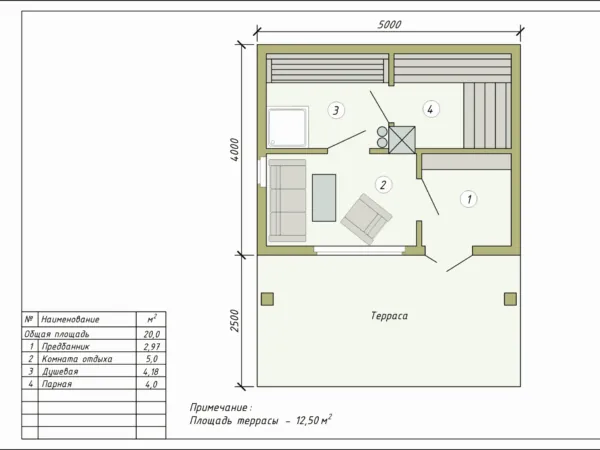 5000
3
4
4000
2
1
2500
Терраса
№ Наименование м²
Общая площадь 20,0
1 Предванник 2,97
2 Комната отдыха 5,0
3 Душевая 4,18
4 Парная 4,0
Примечание :
Площадь террасы - 12,50 м²